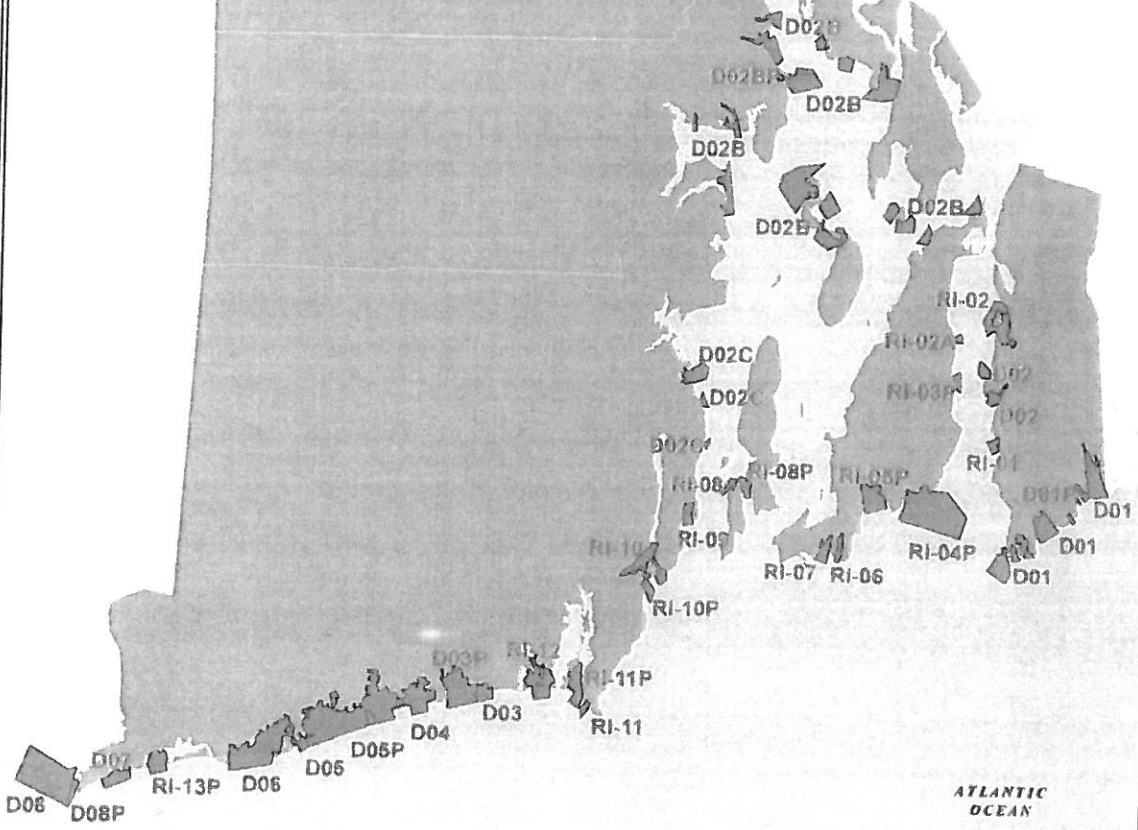 D02B
D02BP
D02B
D02B
D02B
D02B
RI-02
RI-02A
D02C
D02
RI-03P
D02C
D02
D02C
RI-01
RI-08P
RI-08
RI-05P
D01P
D01
RI-09
RI-04P
D01
RI-10
RI-07
RI-06
D01
RI-10P
RI-12
D03P
RI-11P
D03
D04
RI-11
D05P
D05
D06
D07
RI-13P
D08
D08P
ATLANTIC
OCEAN